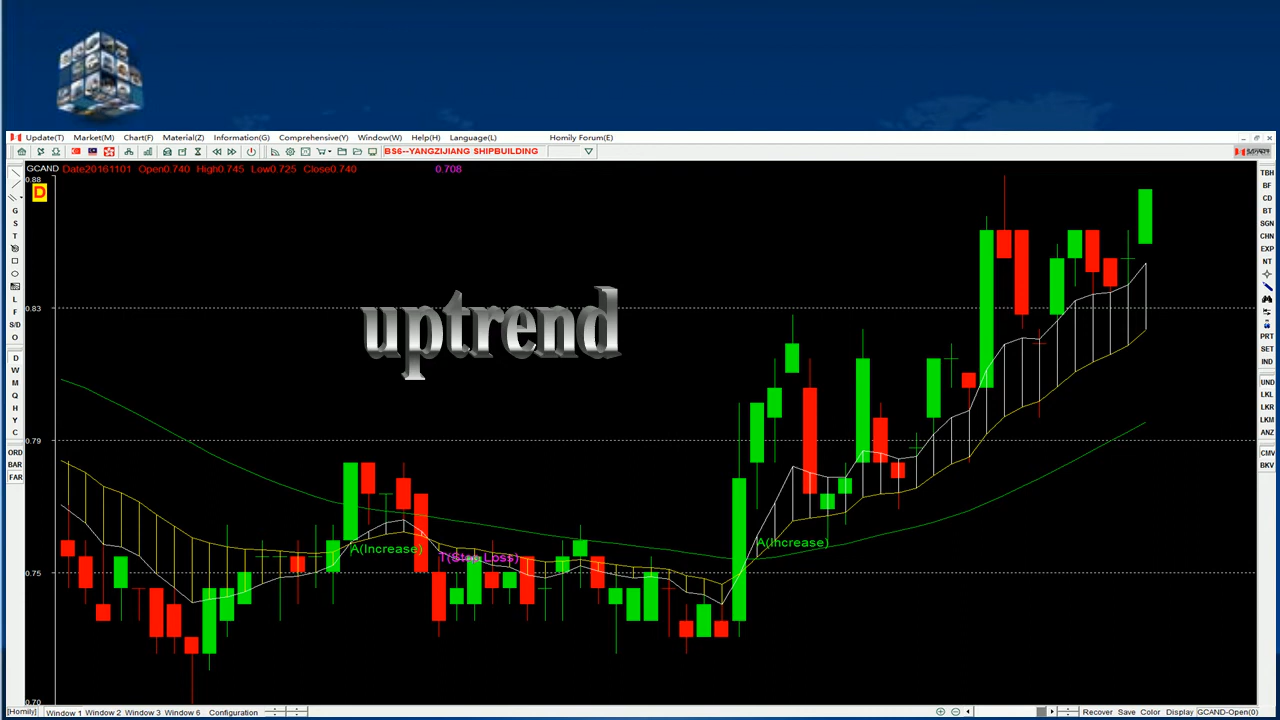 Update(T) Market(M) Chart(F) Material(Z) Information(G) Comprehensive(Y) Window(W) Help(H) Language(L) Homily Forum(E)
BS6--YANGZIJIANG SHIPBUILDING
GCAND Date20161101 Open0.740 High0.745 Low0.725 Close0.740 0.708
0.88
D
uptrend
0.83
0.79
A(Increase)
A(Increase)
T(Stop Loss)
0.75
0.70
G
S
T
L
F
S/D
O
D
W
M
Q
H
Y
C
ORD
BAR
FAR
TBH
BF
CD
BT
SGN
CHN
EXP
NT
PRT
SET
IND
UND
LKL
LKR
LKM
ANZ
CMV
BKV
[Homily] Window 1 Window 2 Window 3 Window 6 Configuration Recover Save Color Display GCAND-Open(0)